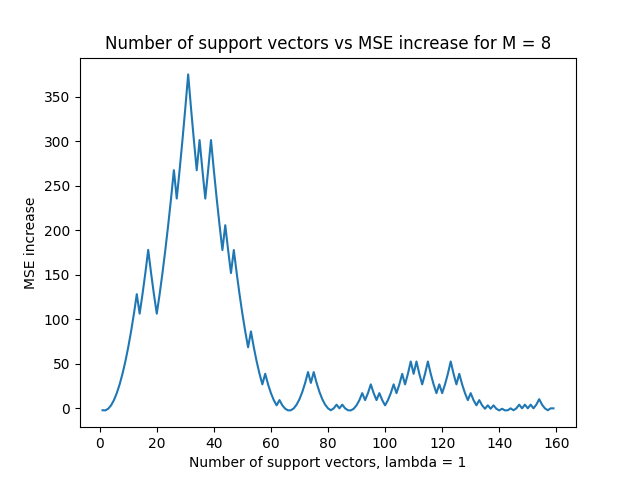 Number of support vectors vs MSE increase for M = 8
MSE increase
350
300
250
200
150
100
50
0
0 20 40 60 80 100 120 140 160
Number of support vectors, lambda = 1